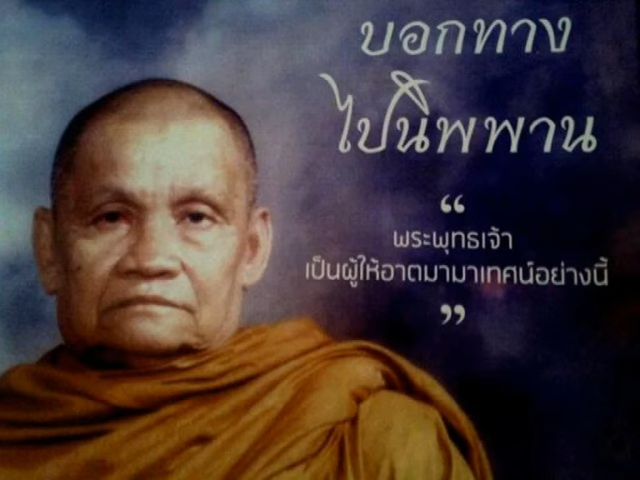 บอกทาง
ไปนิพพาน
“
พระพุทธเจ้า
เป็นผู้ให้อาตมามาเทศน์อย่างนี้
”